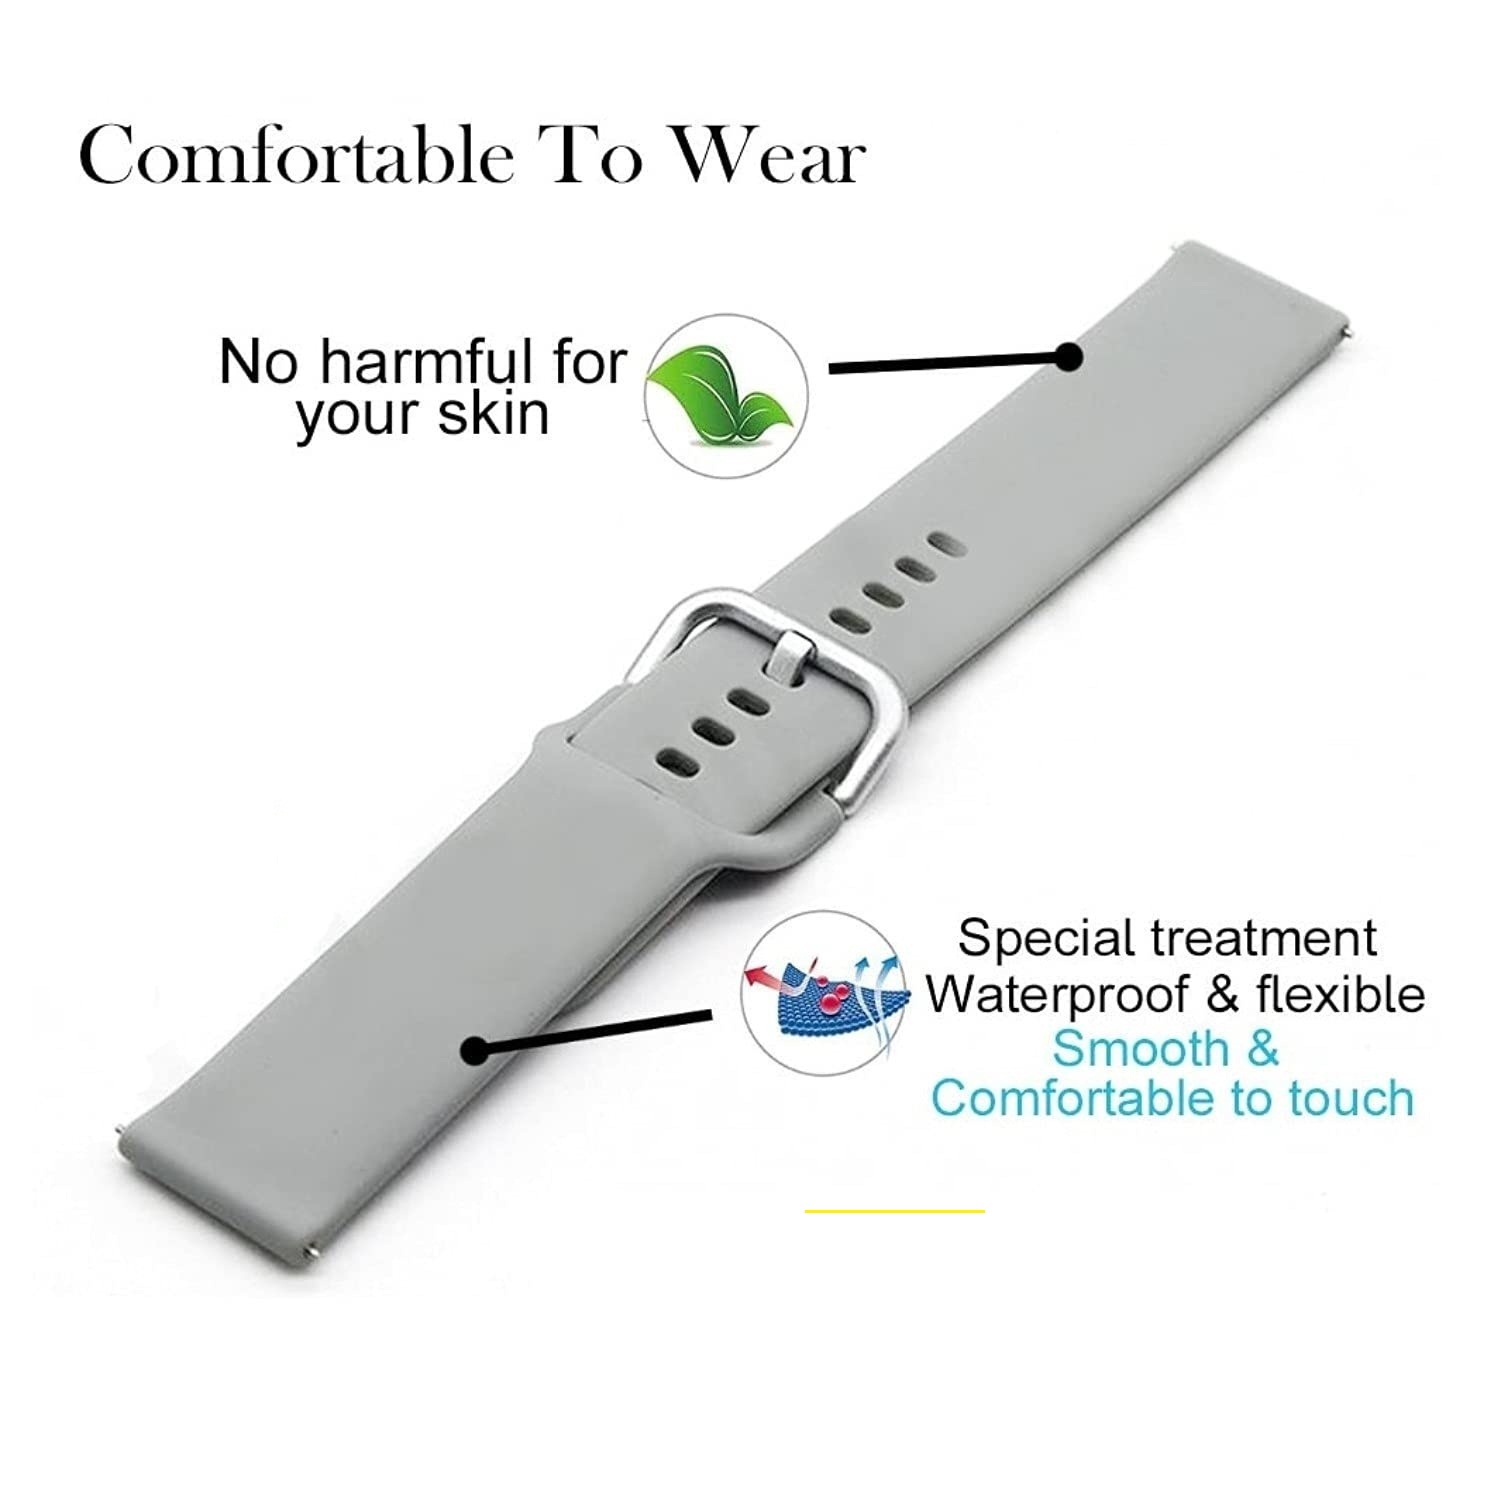 Comfortable To Wear
No harmful for
your skin
Special treatment
Waterproof & flexible
Smooth &
Comfortable to touch